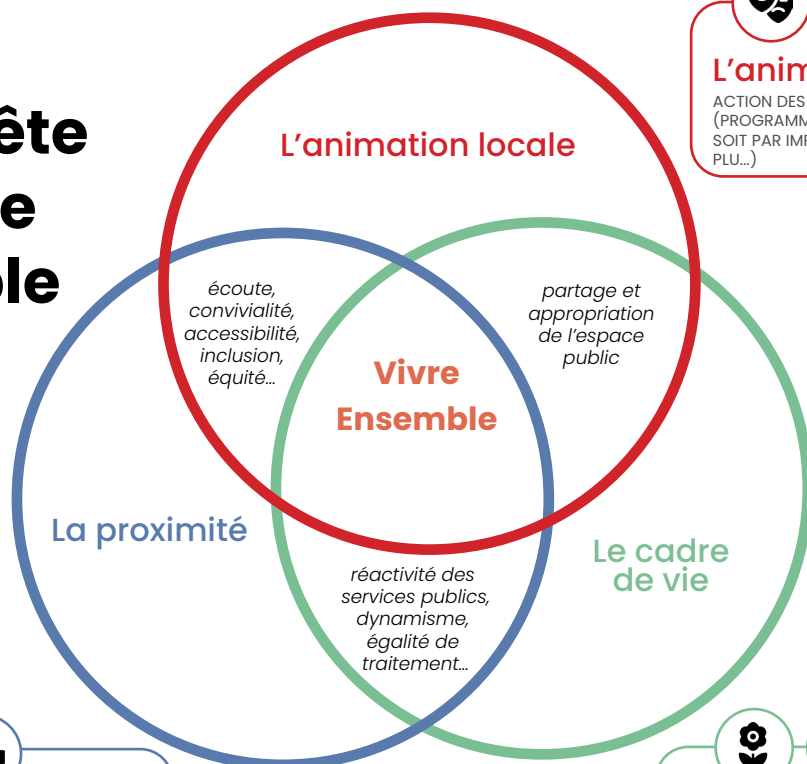 ête
e
ble
L'anim
ACTION DES
(PROGRAMM
SOIT PAR IMP
PLU...)
L'animation locale
écoute,
convivialité,
accessibilité,
inclusion,
équité...
partage et
appropriation
de l'espace
public
Vivre
Ensemble
La proximité
Le cadre
de vie
réactivité des
services publics,
dynamisme,
égalité de
traitement...